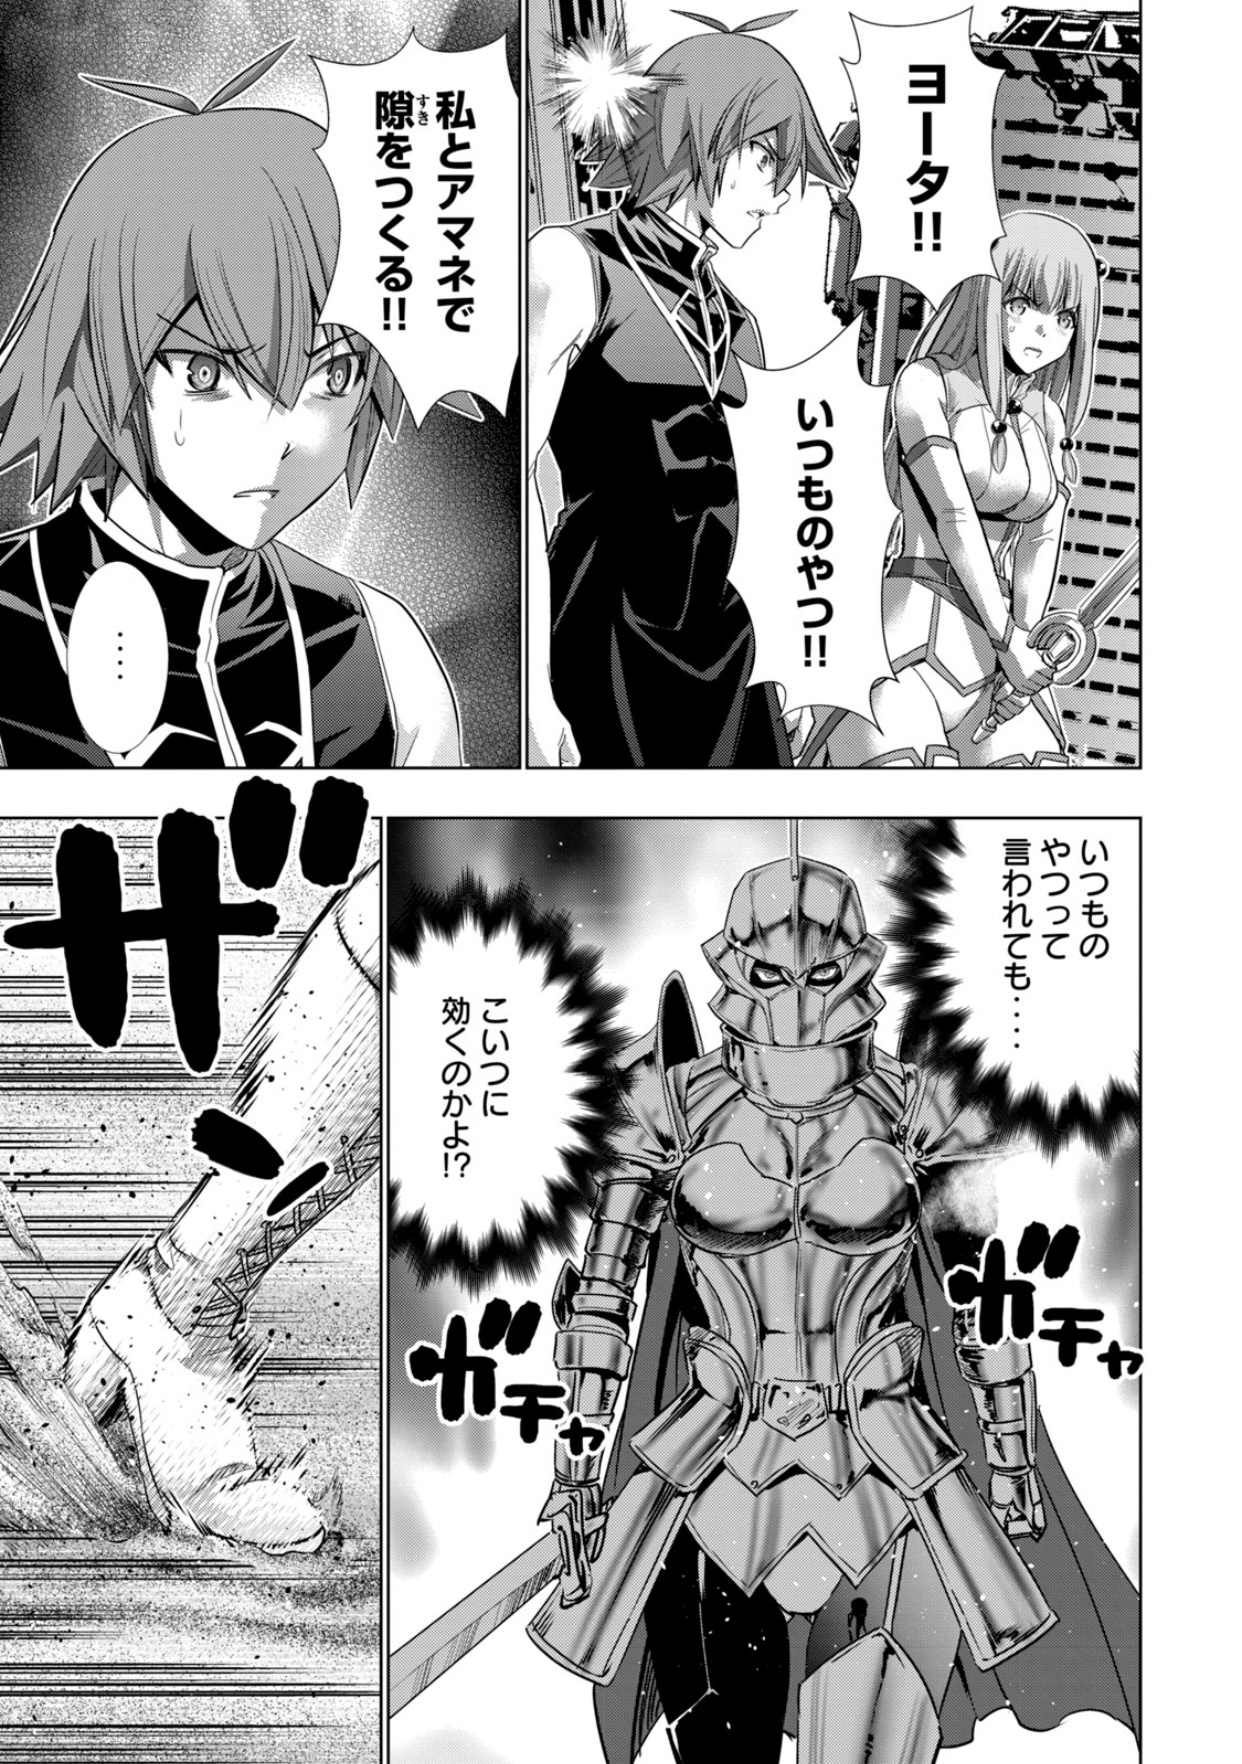 ヨータ!!
いつものやつ!!
私とアマネで
隙をつくる!!
すき
‥‥
いつもの
やつって
言われても‥‥
こいつに
効くのかよ!?
ガチャ
ガチャ
ザッ